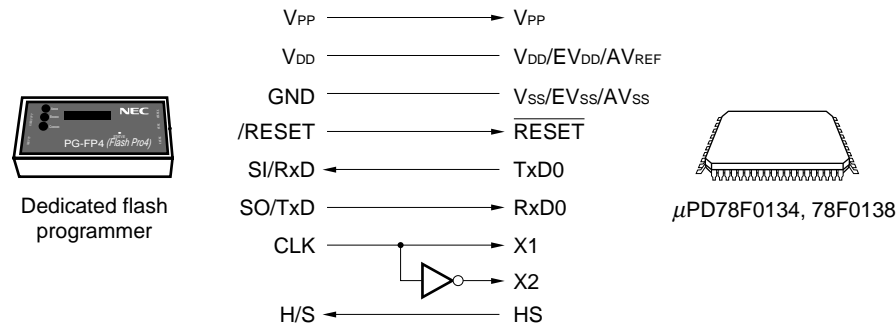 VPP VPP
VDD VDD/EVDD/AVREF
GND VSS/EVSS/AVSS
/RESET RESET
SI/RxD TxD0
SO/TxD RxD0
CLK X1
X2
H/S HS
NEC
PG-FP4 (Flash Pro4)
Dedicated flash
programmer
μPD78F0134, 78F0138